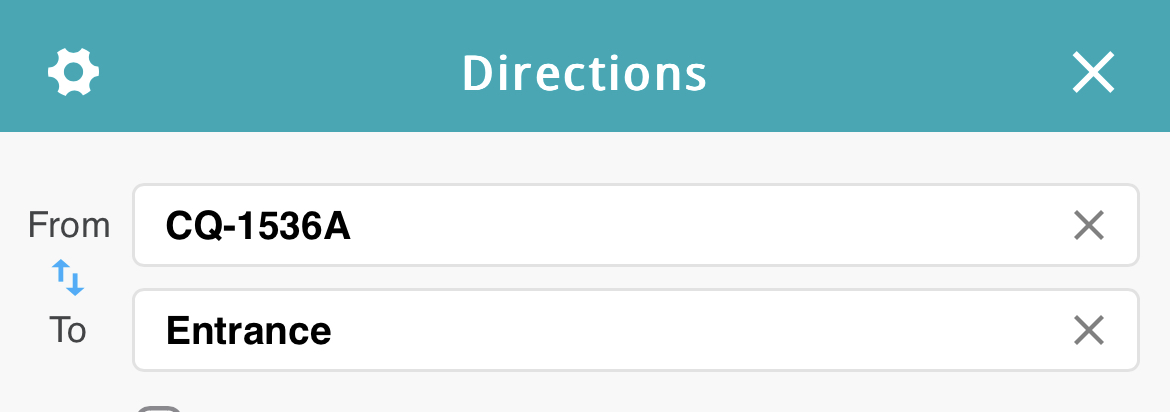 Directions
From
CQ-1536A
To
Entrance